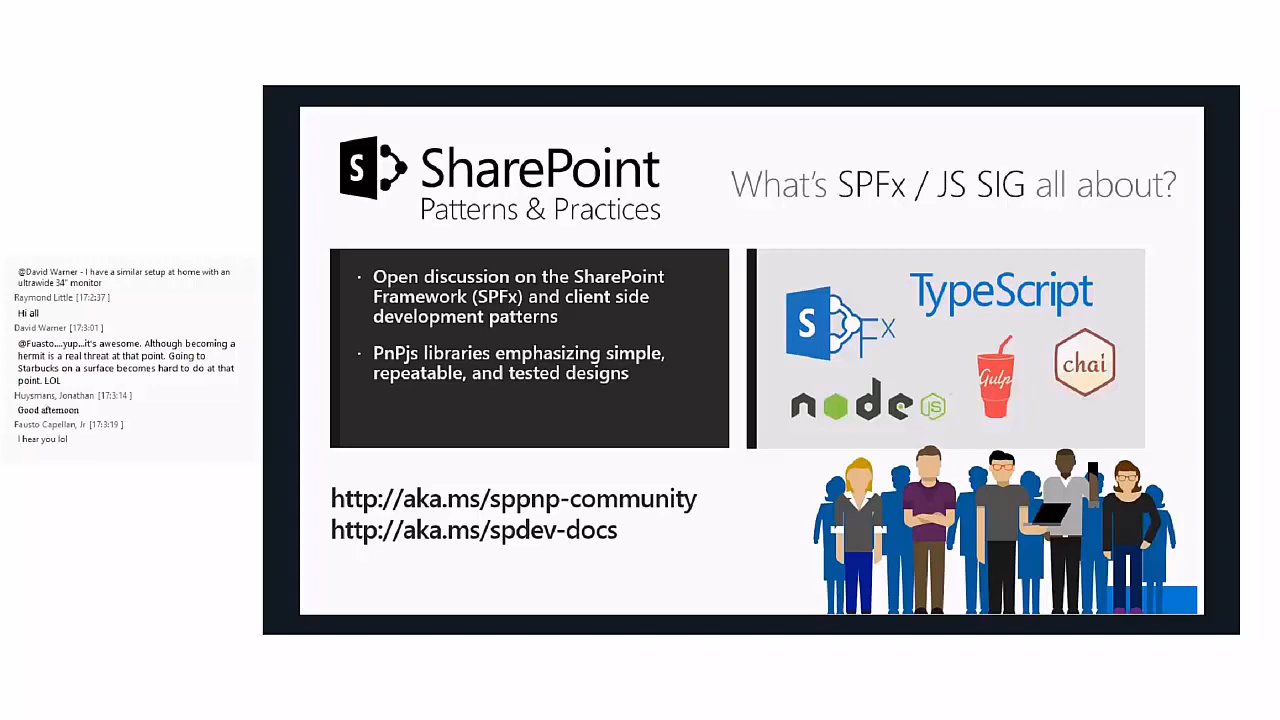 @David Warner - I have a similar setup at home with an
ultrawide 34" monitor
Raymond Little [17:2:37 ]
Hi all
David Warner [17:3:01 ]
@Fuasto....yup...it's awesome. Although becoming a
hermit is a real threat at that point. Going to
Starbucks on a surface becomes hard to do at that
point. LOL
Huysmans, Jonathan [17:3:14 ]
Good afternoon
Fausto Capellan, Jr [17:3:19 ]
I hear you lol
S
SharePoint
Patterns & Practices
What's SPFx / JS SIG all about?
· Open discussion on the SharePoint
Framework (SPFx) and client side
development patterns
· PnPjs libraries emphasizing simple,
repeatable, and tested designs
TypeScript
S Fx
Gulp
chai
node JS
http://aka.ms/sppnp-community
http://aka.ms/spdev-docs